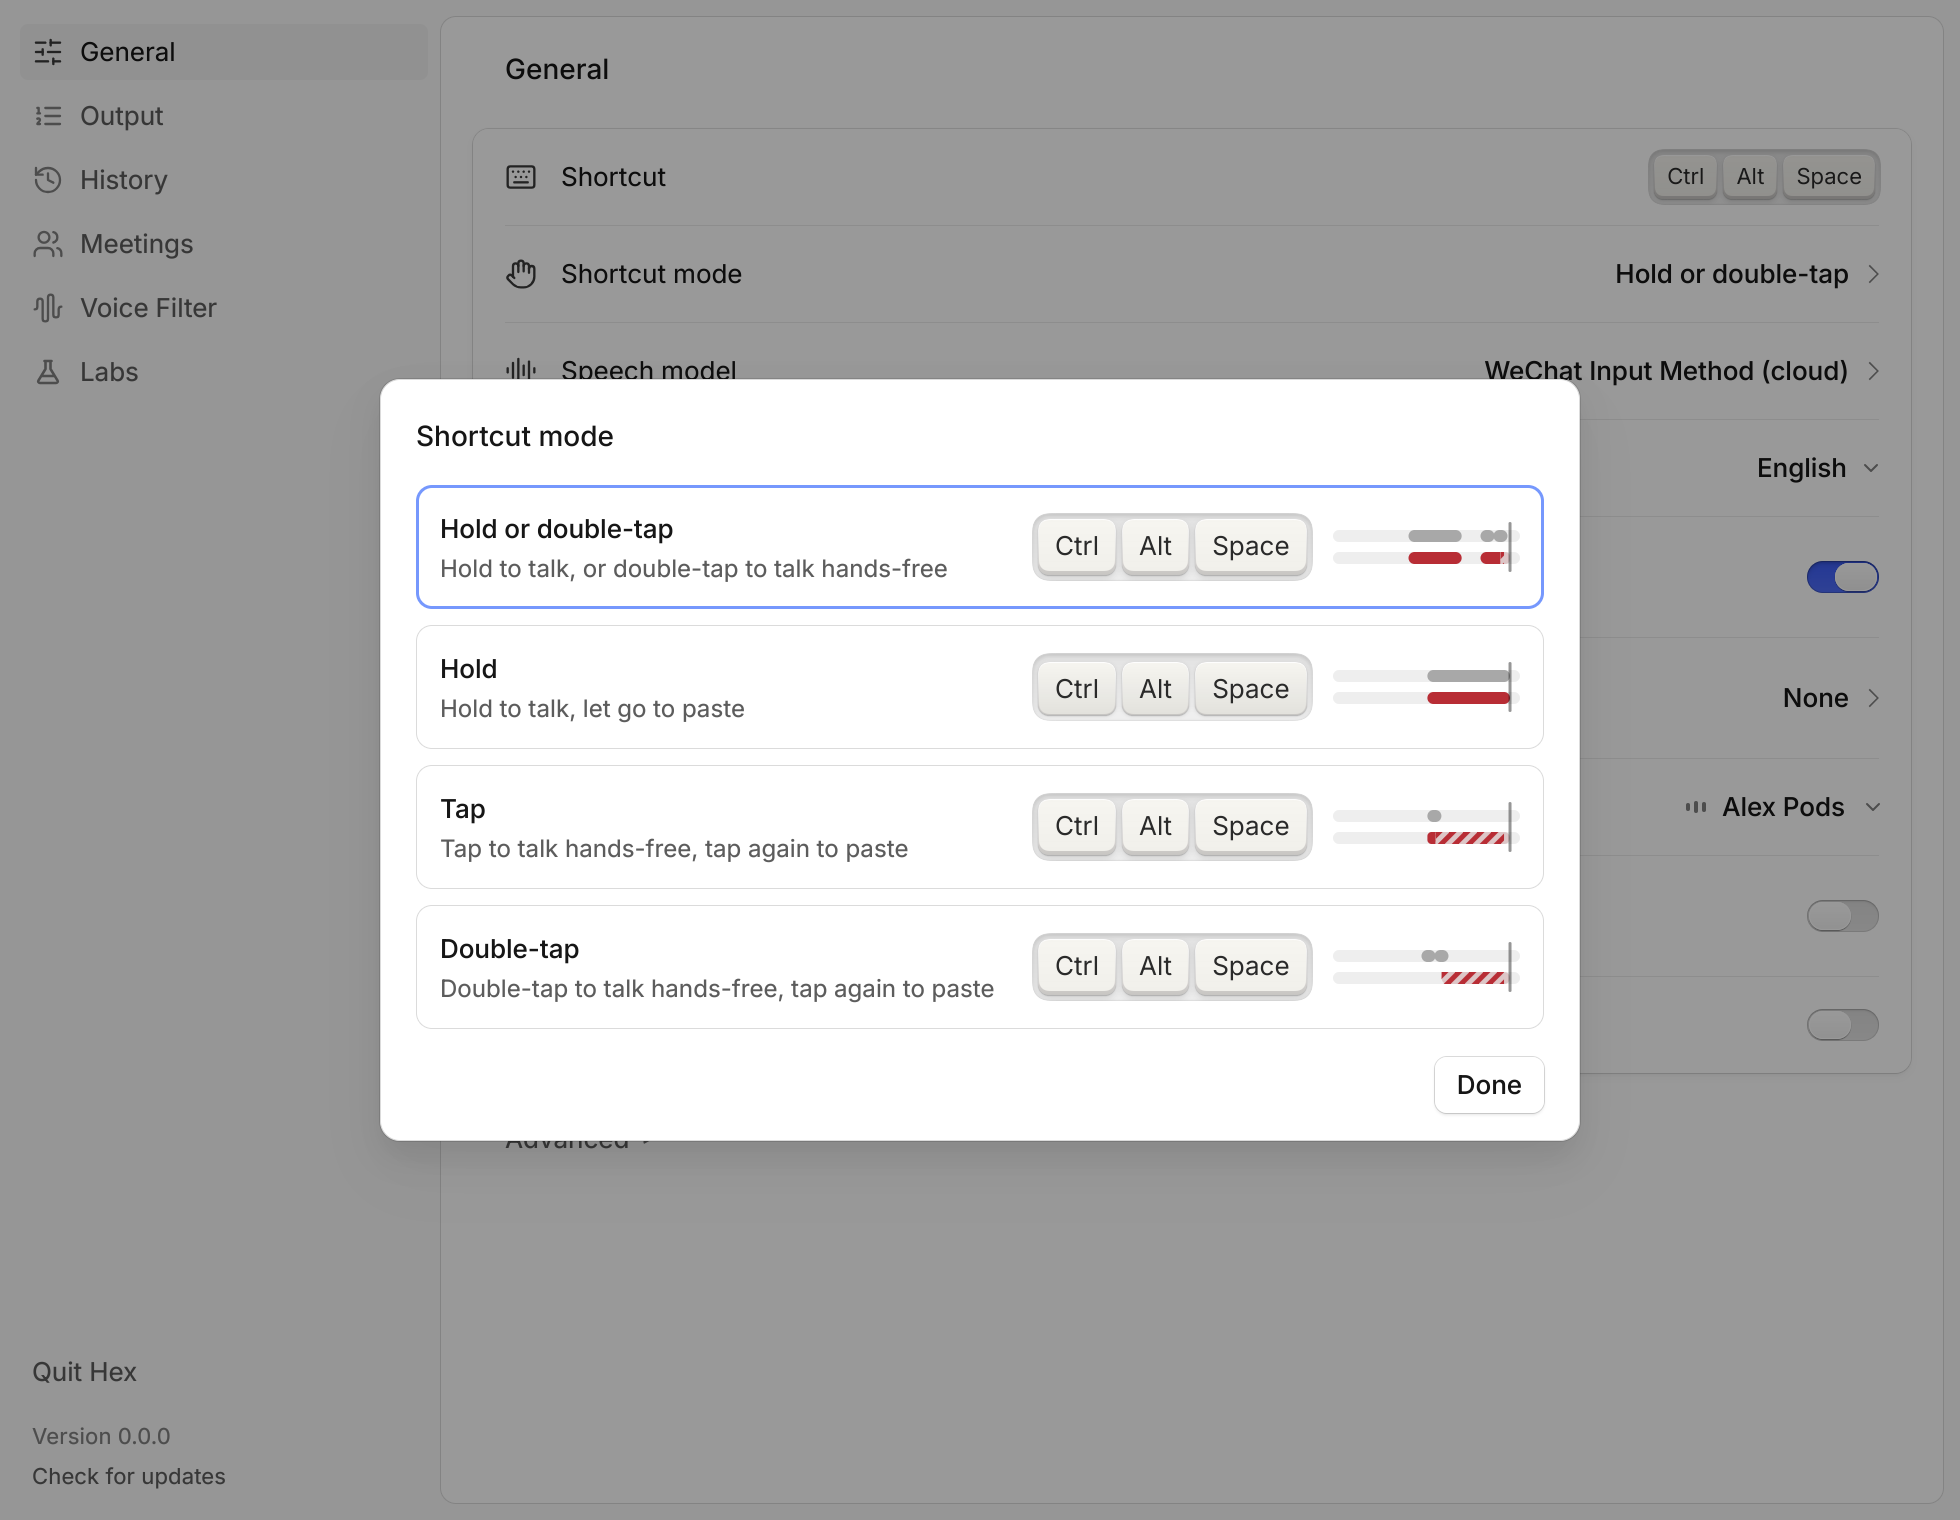 General
Output
History
Meetings
Voice Filter
Labs
Quit Hex
Version 0.0.0
Check for updates
General
Shortcut
Ctrl Alt Space
Shortcut mode
Hold or double-tap
Speech model
WeChat Input Method (cloud)
English
None
Alex Pods
Advanced
Shortcut mode
Hold or double-tap
Hold to talk, or double-tap to talk hands-free
Ctrl Alt Space
Hold
Hold to talk, let go to paste
Ctrl Alt Space
Tap
Tap to talk hands-free, tap again to paste
Ctrl Alt Space
Double-tap
Double-tap to talk hands-free, tap again to paste
Ctrl Alt Space
Done